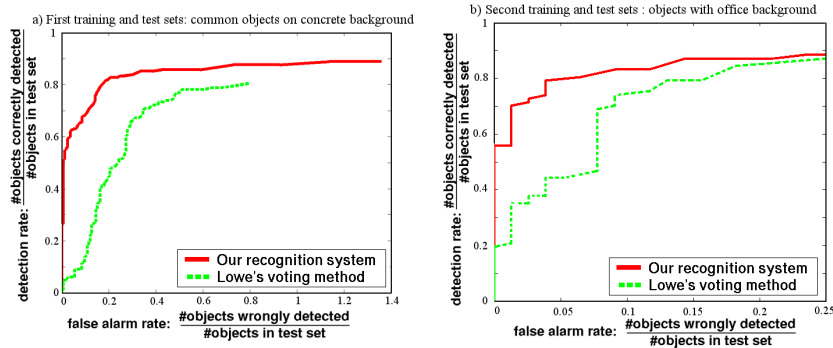 a) First training and test sets: common objects on concrete background
detection rate: #objects correctly detected / #objects in test set
1
0.8
0.6
0.4
0.2
0
0
0.2
0.4
0.6
0.8
1
1.2
1.4
Our recognition system
Lowe's voting method
false alarm rate: #objects wrongly detected
#objects in test set
b) Second training and test sets : objects with office background
detection rate: #objects correctly detected
#objects in test set
1
0.8
0.6
0.4
0.2
0
0
0.05
0.1
0.15
0.2
0.25
Our recognition system
Lowe's voting method
false alarm rate: #objects wrongly detected
#objects in test set